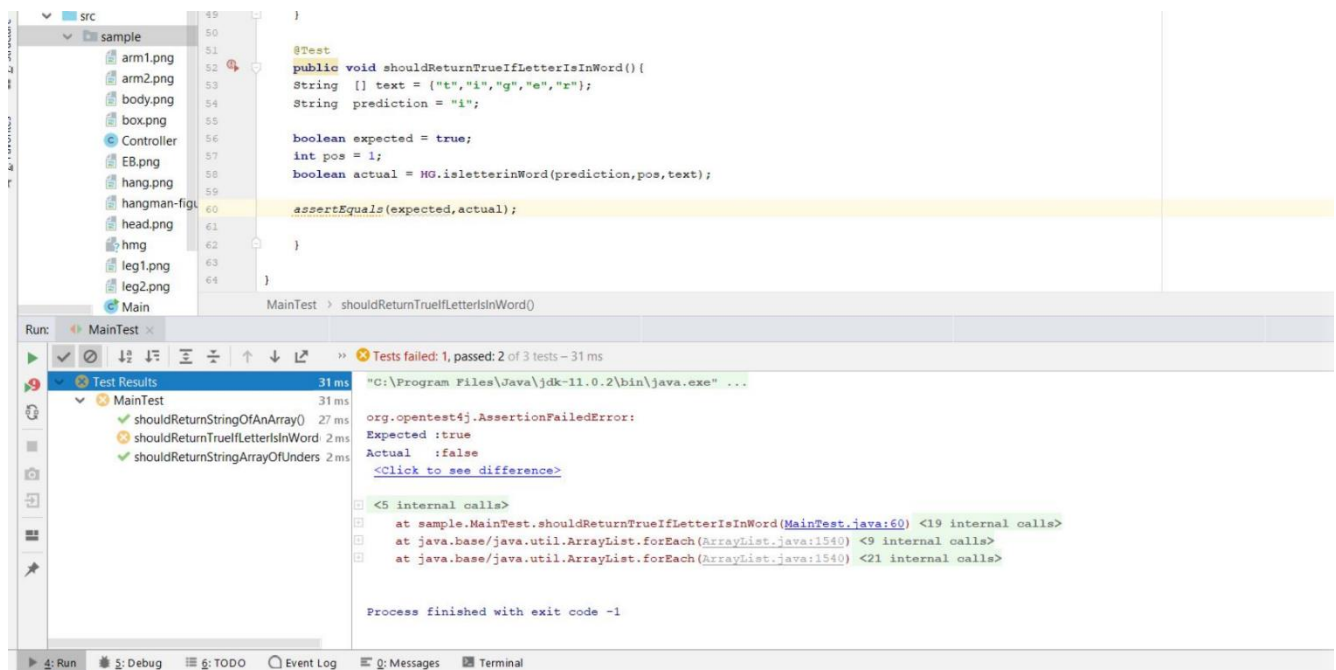 src
sample
arm1.png
arm2.png
body.png
box.png
Controller
EB.png
hang.png
hangman-figu
head.png
hmg
leg1.png
leg2.png
Main
49 }
50
51 @Test
52 public void shouldReturnTrueIfLetterIsInWord(){
53 String [] text = {"t","i","g","e","r"};
54 String prediction = "i";
55
56 boolean expected = true;
57 int pos = 1;
58 boolean actual = HG.isletterinWord(prediction,pos,text);
59
60 assertEquals(expected,actual);
61
62 }
63
64 }
MainTest > shouldReturnTrueIfLetterIsInWord()
Run: MainTest
>> Tests failed: 1, passed: 2 of 3 tests – 31 ms
Test Results 31 ms
MainTest 31 ms
shouldReturnStringOfAnArray() 27 ms
shouldReturnTrueIfLetterIsInWord 2 ms
shouldReturnStringArrayOfUnders 2 ms
"C:\Program Files\Java\jdk-11.0.2\bin\java.exe" ...
org.opentest4j.AssertionFailedError:
Expected :true
Actual :false
<Click to see difference>
<5 internal calls>
at sample.MainTest.shouldReturnTrueIfLetterIsInWord(MainTest.java:60) <19 internal calls>
at java.base/java.util.ArrayList.forEach(ArrayList.java:1540) <9 internal calls>
at java.base/java.util.ArrayList.forEach(ArrayList.java:1540) <21 internal calls>
Process finished with exit code -1
4: Run 5: Debug 6: TODO Event Log 0: Messages Terminal